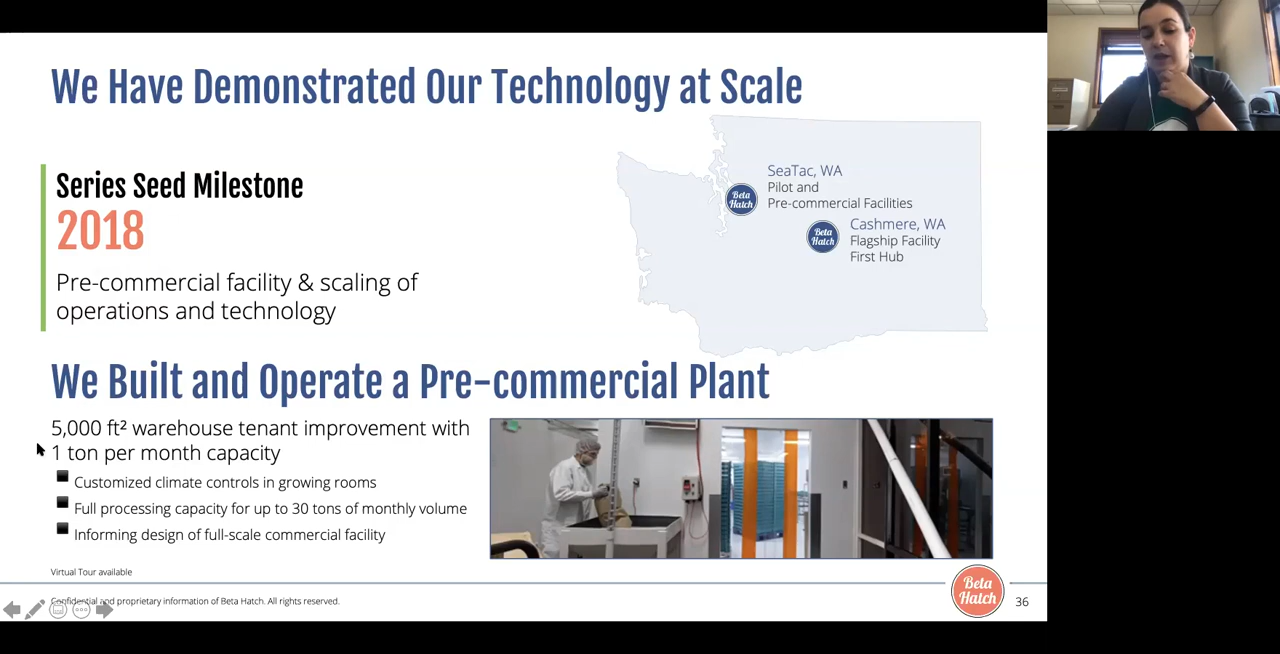 We Have Demonstrated Our Technology at Scale
Series Seed Milestone
2018
Pre-commercial facility & scaling of
operations and technology
Beta
Hatch
SeaTac, WA
Pilot and
Pre-commercial Facilities
Beta
Hatch
Cashmere, WA
Flagship Facility
First Hub
We Built and Operate a Pre-commercial Plant
5,000 ft² warehouse tenant improvement with
1 ton per month capacity
Customized climate controls in growing rooms
Full processing capacity for up to 30 tons of monthly volume
Informing design of full-scale commercial facility
Virtual Tour available
Confidential and proprietary information of Beta Hatch. All rights reserved.
Beta
Hatch
36